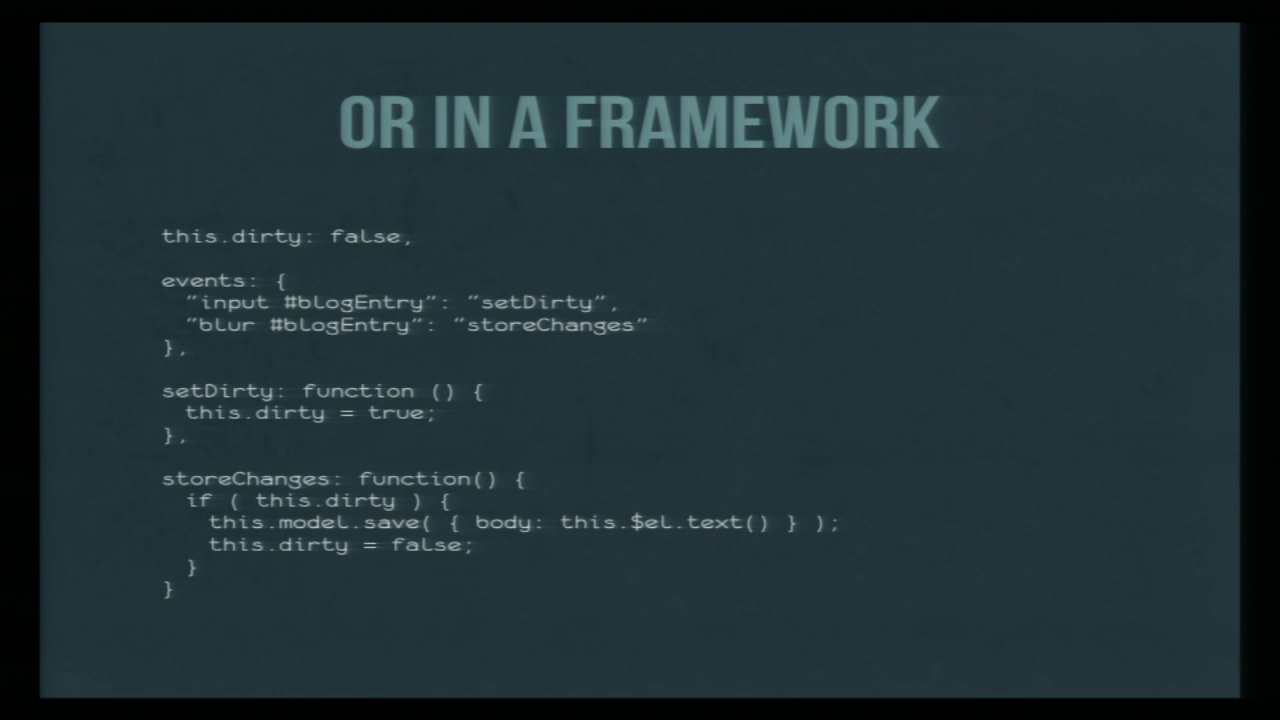 OR IN A FRAMEWORK
this.dirty: false,
events: {
"input #blogEntry": "setDirty",
"blur #blogEntry": "storeChanges"
},
setDirty: function () {
this.dirty = true;
},
storeChanges: function() {
if ( this.dirty ) {
this.model.save( { body: this.$el.text() } );
this.dirty = false;
}
}